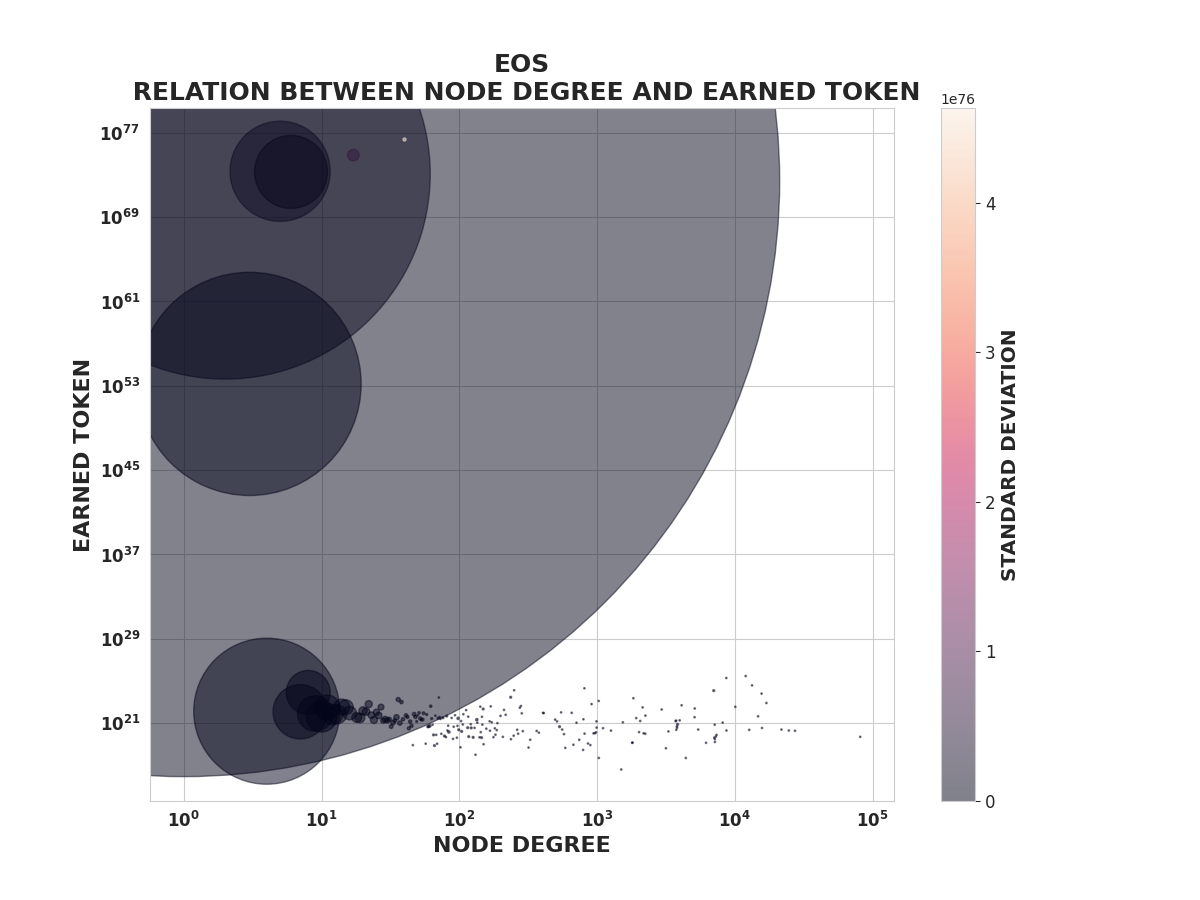 EOS
RELATION BETWEEN NODE DEGREE AND EARNED TOKEN
1e76
10^77
10^69
10^61
10^53
10^45
10^37
10^29
10^21
EARNED TOKEN
10^0 10^1 10^2 10^3 10^4 10^5
NODE DEGREE
4
3
2
1
0
STANDARD DEVIATION